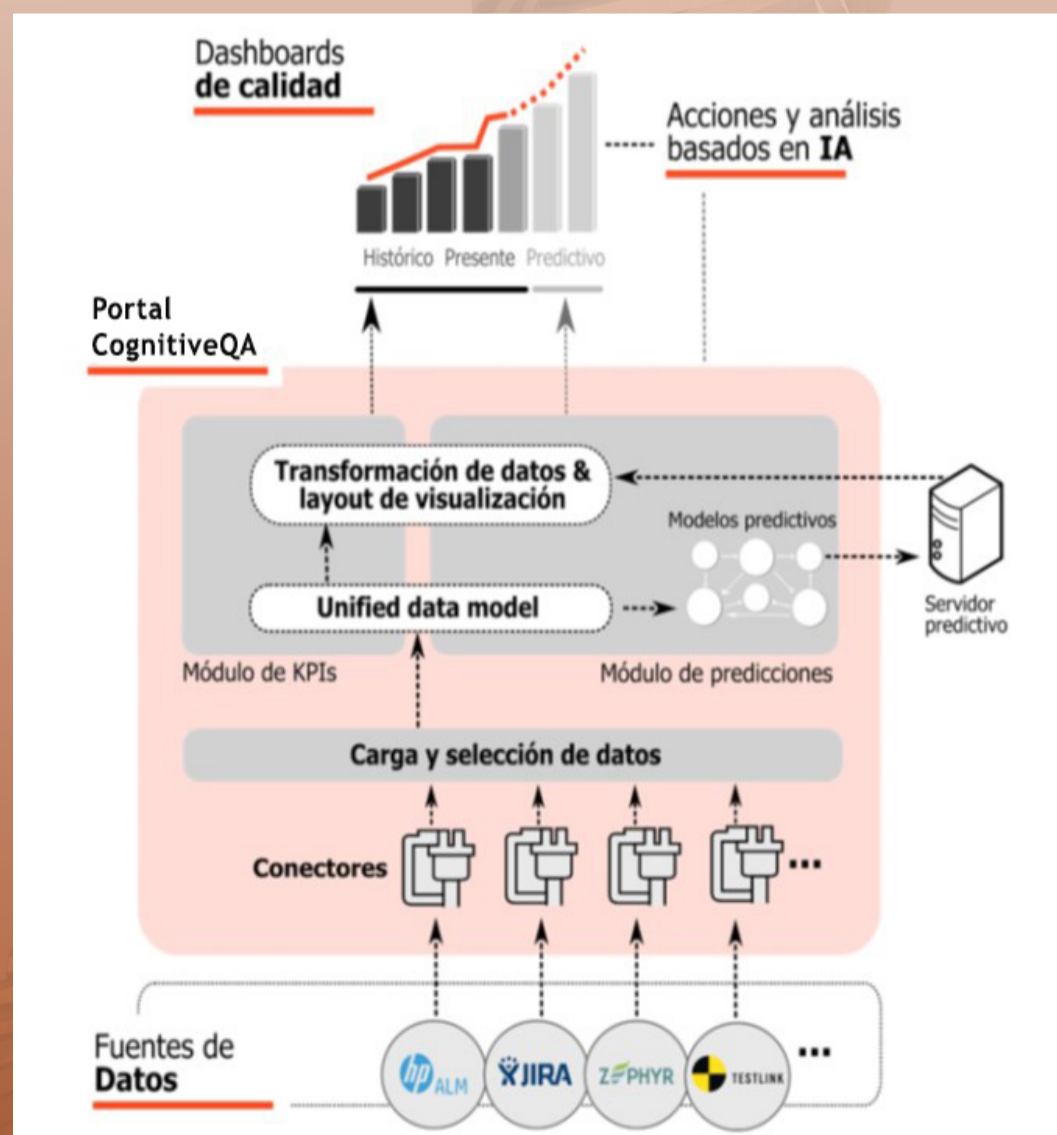 Dashboards
de calidad
Acciones y análisis
basados en IA
Histórico Presente Predictivo
Portal
CognitiveQA
Transformación de datos &
layout de visualización
Modelos predictivos
Unified data model
Servidor
predictivo
Módulo de KPIs
Módulo de predicciones
Carga y selección de datos
Conectores
...
Fuentes de
Datos
hp ALM
JIRA
ZEPHYR
TESTLINK
...